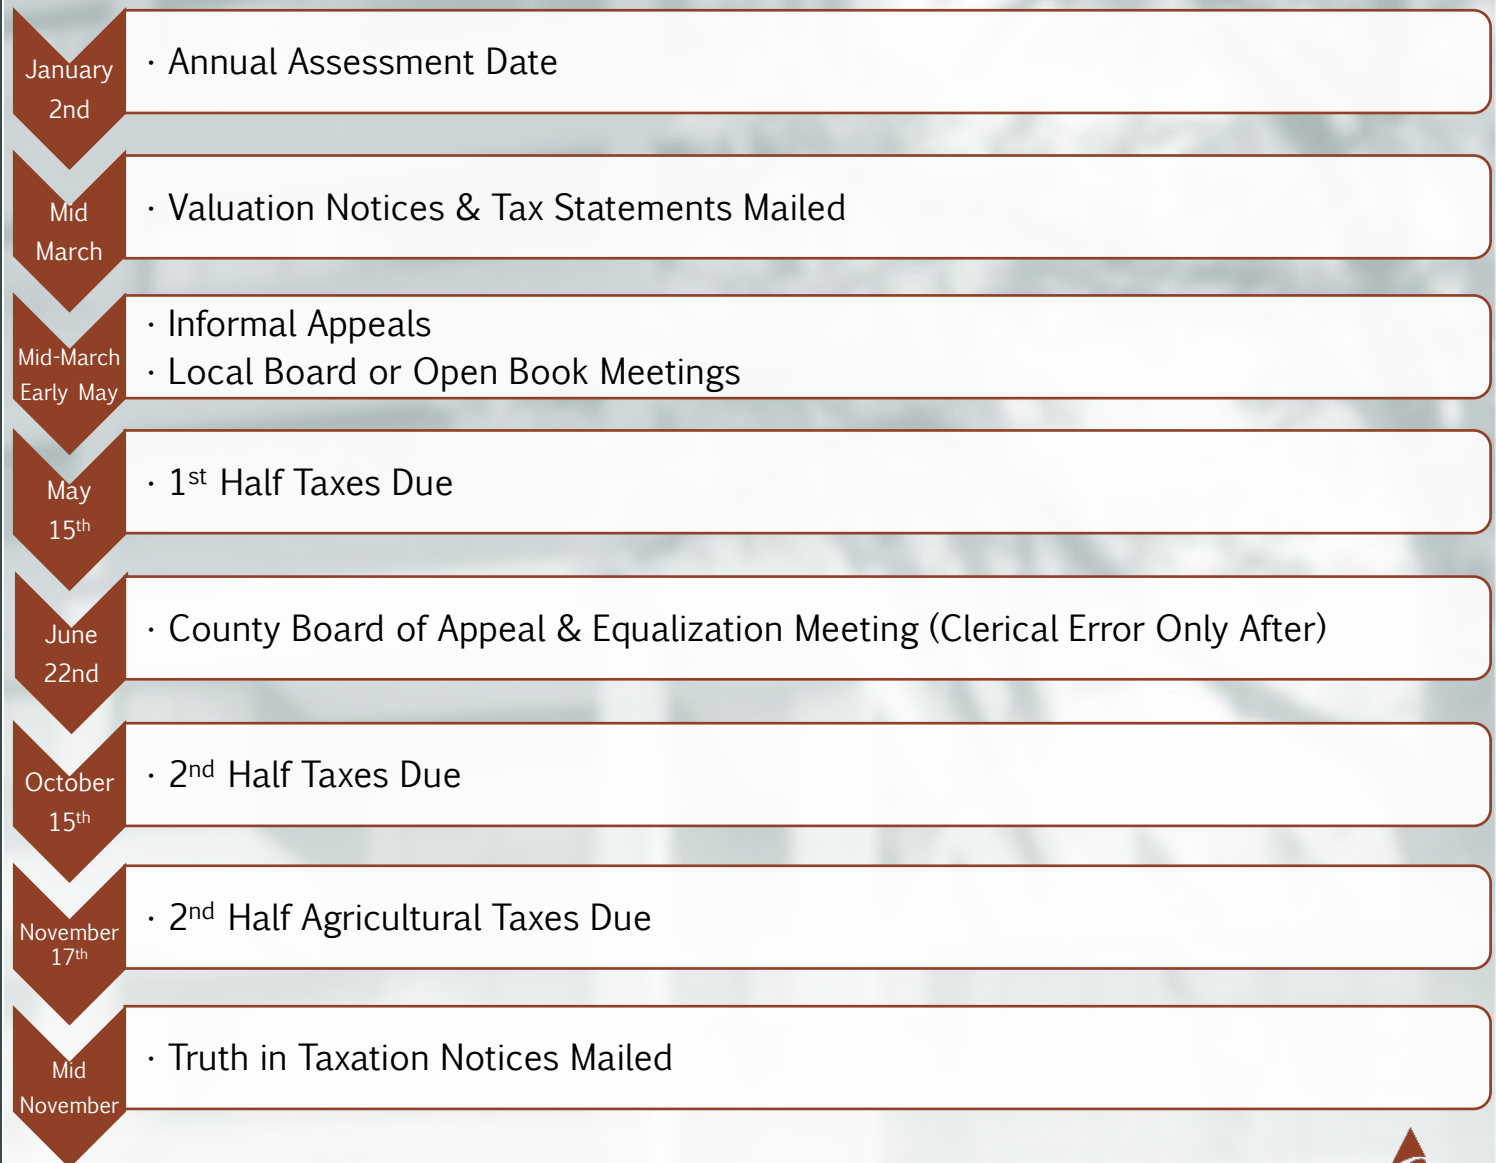 January
2nd
· Annual Assessment Date
Mid
March
· Valuation Notices & Tax Statements Mailed
Mid-March
Early May
· Informal Appeals
· Local Board or Open Book Meetings
May
15th
· 1st Half Taxes Due
June
22nd
· County Board of Appeal & Equalization Meeting (Clerical Error Only After)
October
15th
· 2nd Half Taxes Due
November
17th
· 2nd Half Agricultural Taxes Due
Mid
November
· Truth in Taxation Notices Mailed